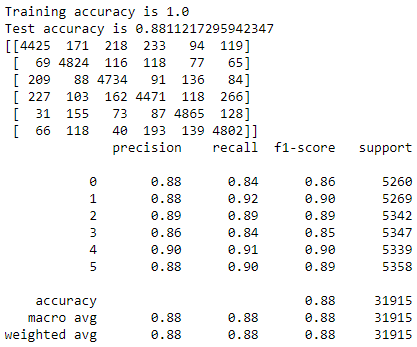 Training accuracy is 1.0
Test accuracy is 0.8811217295942347
[[4425 171 218 233 94 119]
[ 69 4824 116 118 77 65]
[ 209 88 4734 91 136 84]
[ 227 103 162 4471 118 266]
[ 31 155 73 87 4865 128]
[ 66 118 40 193 139 4802]]
precision recall f1-score support
0 0.88 0.84 0.86 5260
1 0.88 0.92 0.90 5269
2 0.89 0.89 0.89 5342
3 0.86 0.84 0.85 5347
4 0.90 0.91 0.90 5339
5 0.88 0.90 0.89 5358
accuracy 0.88 31915
macro avg 0.88 0.88 0.88 31915
weighted avg 0.88 0.88 0.88 31915